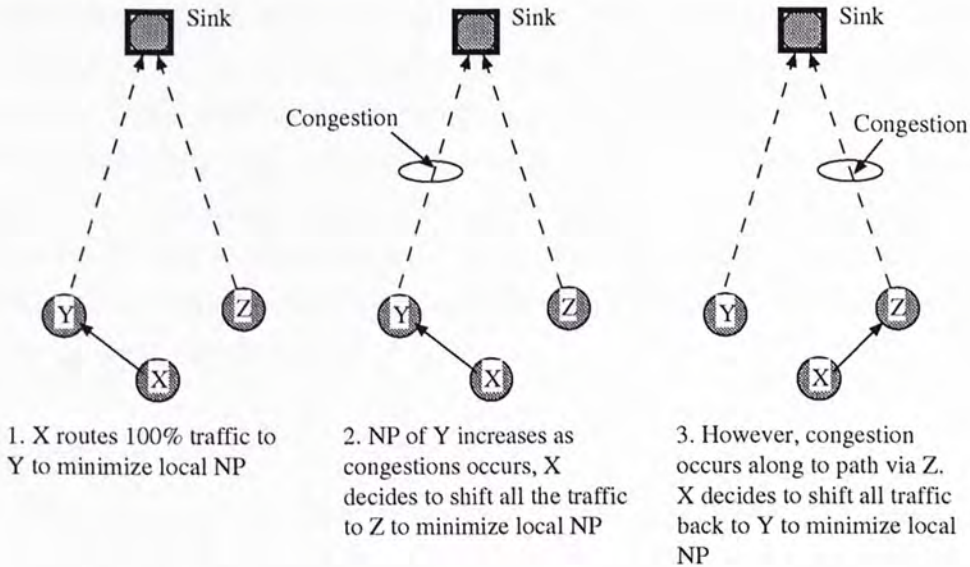 Sink
Sink
Sink
Congestion
Congestion
Y
Z
X
Y
Z
X
Y
Z
X
1. X routes 100% traffic to
Y to minimize local NP
2. NP of Y increases as
congestions occurs, X
decides to shift all the traffic
to Z to minimize local NP
3. However, congestion
occurs along to path via Z.
X decides to shift all traffic
back to Y to minimize local
NP